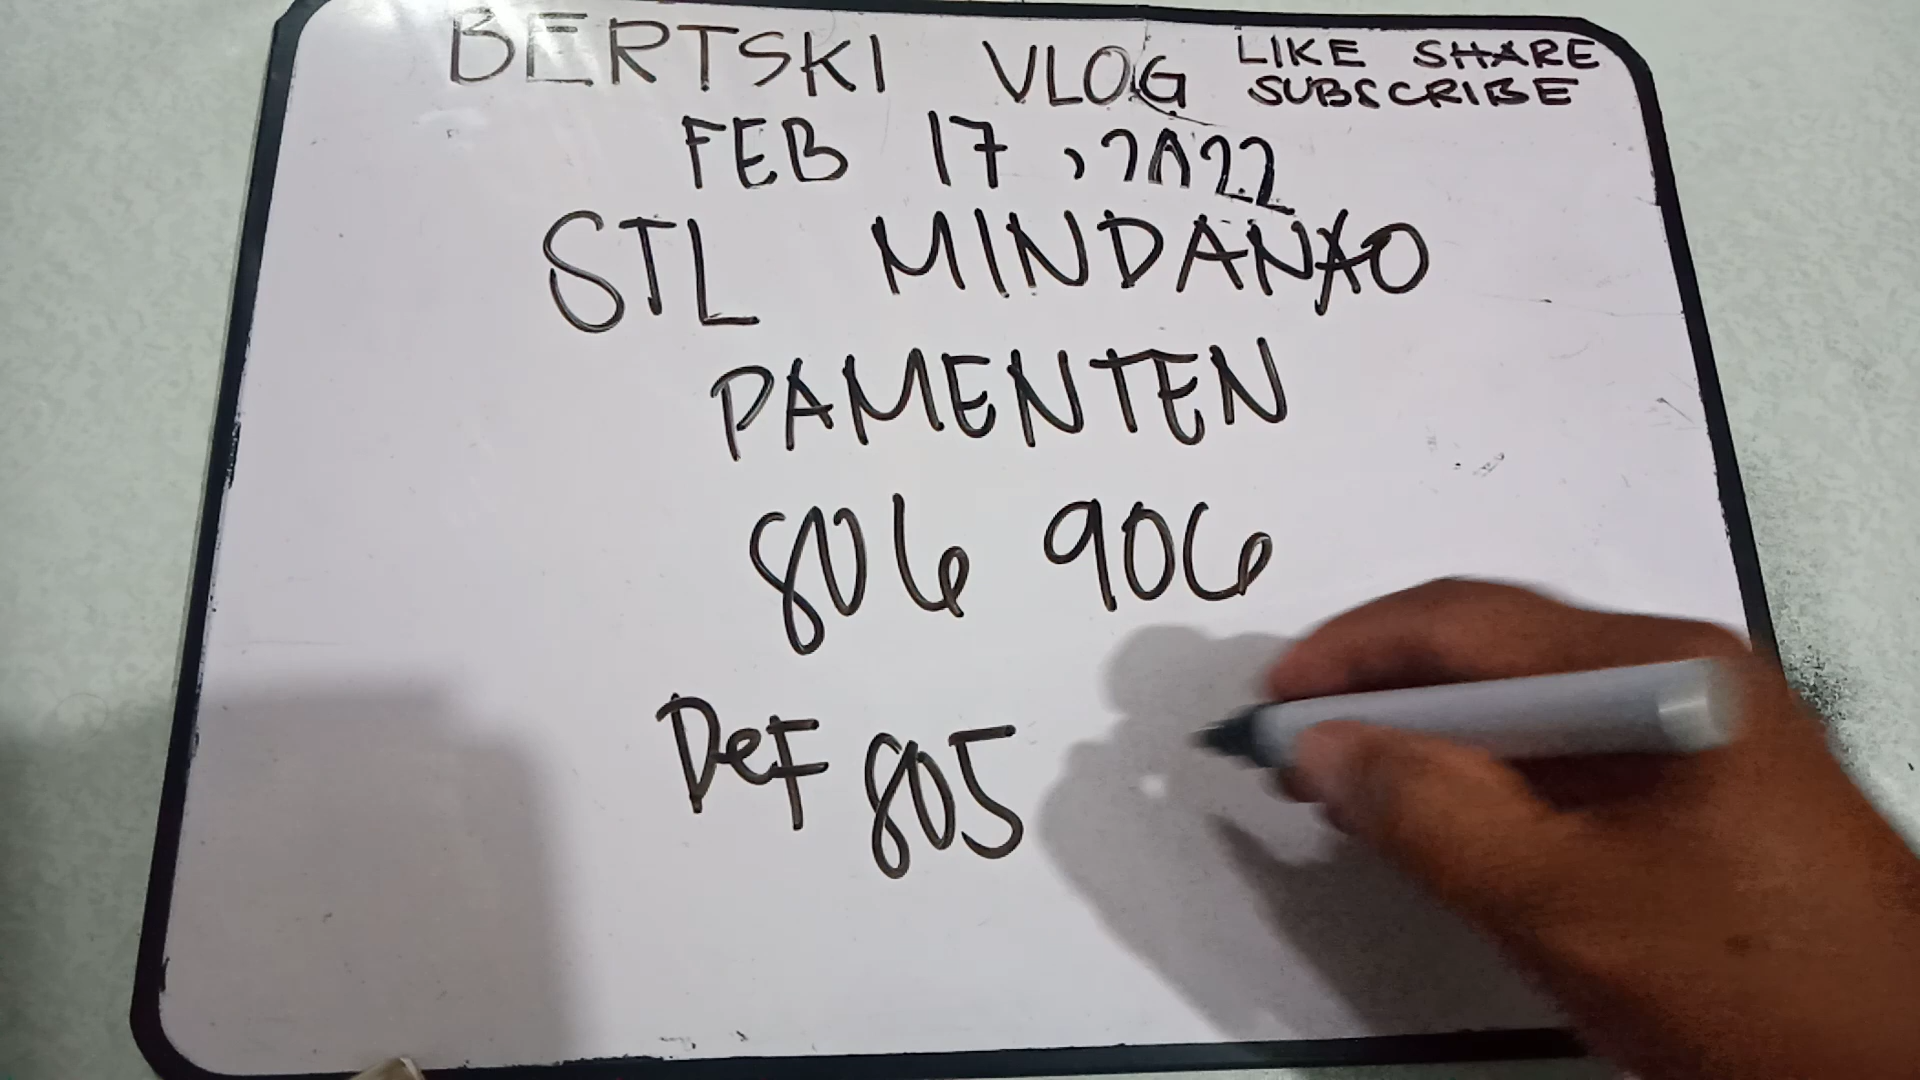 BERTSKI VLOG LIKE SHARE
SUBSCRIBE
FEB 17, 2022
STL MINDANAO
PAMENTEN
806 906
DeF 805